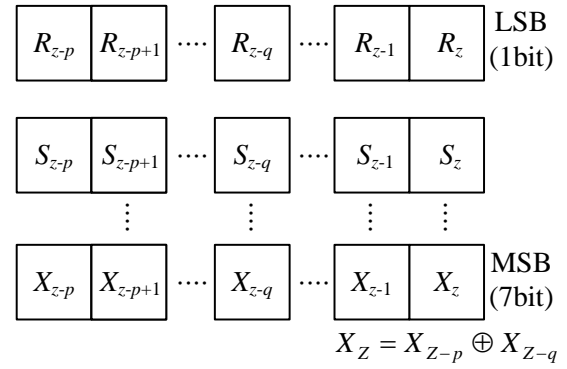 R_{z-p} R_{z-p+1} .... R_{z-q} .... R_{z-1} R_z LSB
(1bit)
S_{z-p} S_{z-p+1} .... S_{z-q} .... S_{z-1} S_z
X_{z-p} X_{z-p+1} .... X_{z-q} .... X_{z-1} X_z MSB
(7bit)
X_Z = X_{Z-p} ⊕ X_{Z-q}